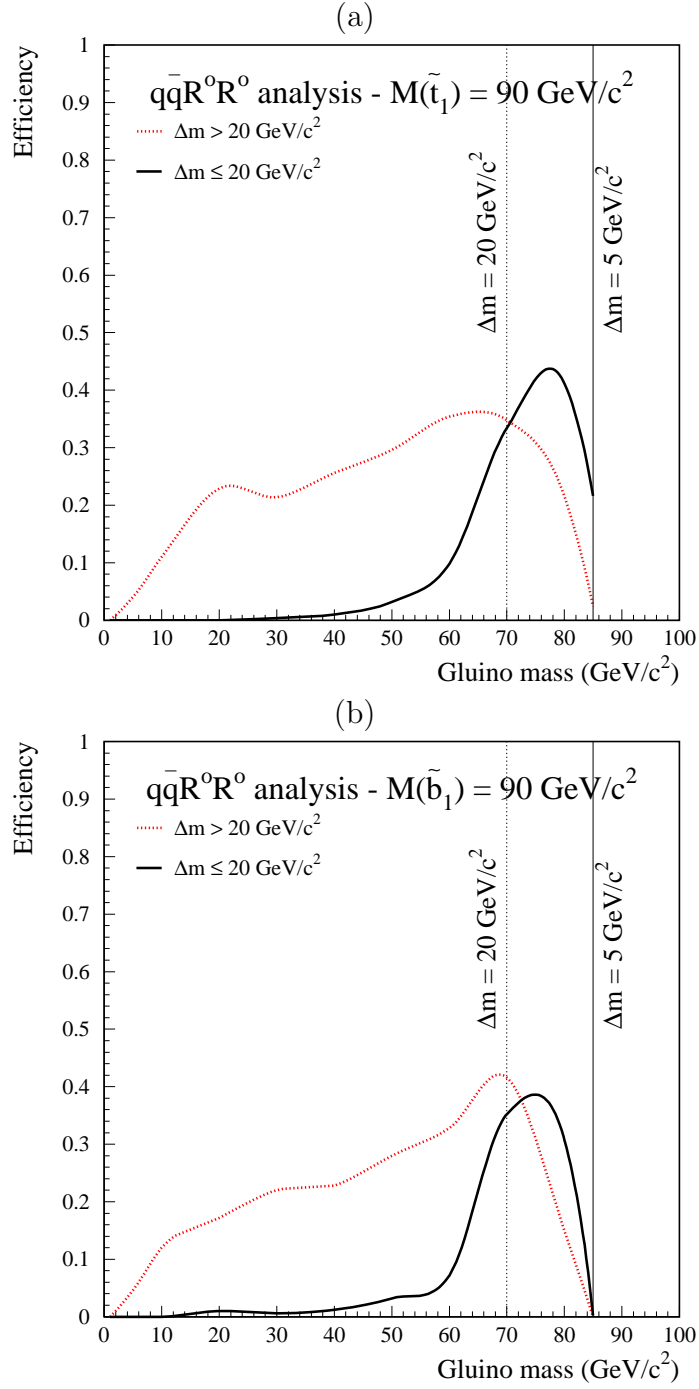 (a)
qq̄R⁰R⁰ analysis - M(t̃₁) = 90 GeV/c²
Δm > 20 GeV/c²
Δm ≤ 20 GeV/c²
Δm = 20 GeV/c²
Δm = 5 GeV/c²
Efficiency
1
0.9
0.8
0.7
0.6
0.5
0.4
0.3
0.2
0.1
0
0 10 20 30 40 50 60 70 80 90 100
Gluino mass (GeV/c²)
(b)
qq̄R⁰R⁰ analysis - M(b̃₁) = 90 GeV/c²
Δm > 20 GeV/c²
Δm ≤ 20 GeV/c²
Δm = 20 GeV/c²
Δm = 5 GeV/c²
Efficiency
1
0.9
0.8
0.7
0.6
0.5
0.4
0.3
0.2
0.1
0
0 10 20 30 40 50 60 70 80 90 100
Gluino mass (GeV/c²)